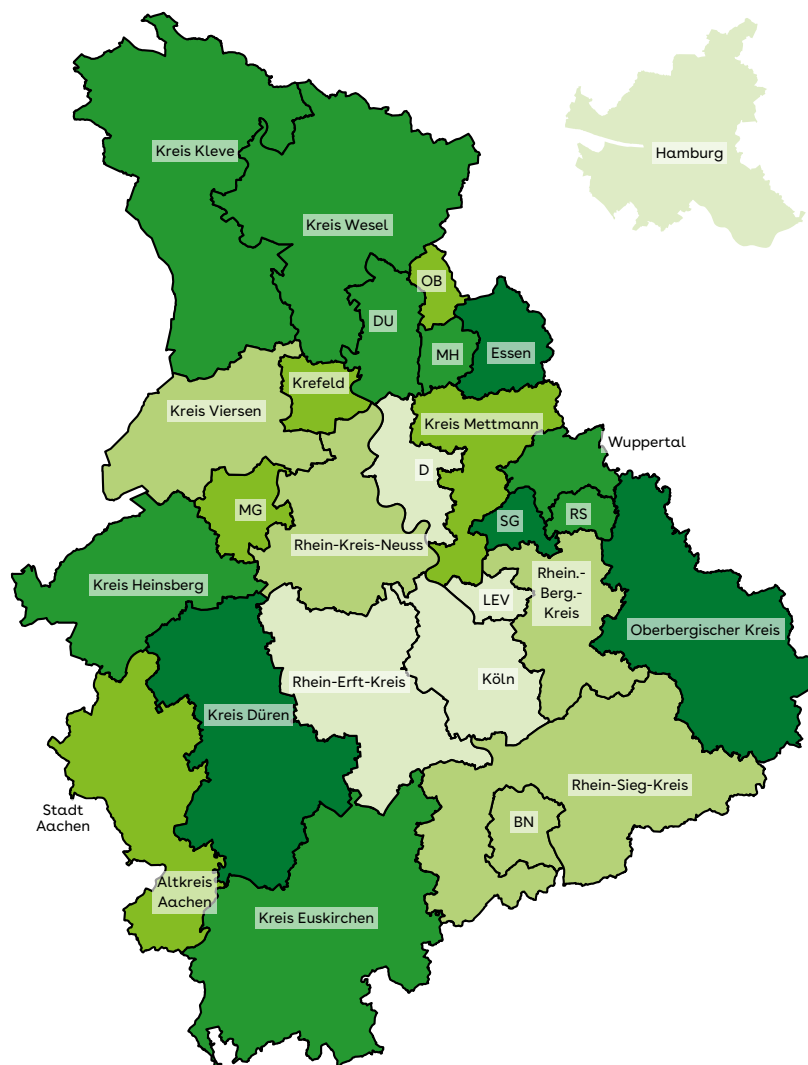 Kreis Kleve
Hamburg
Kreis Wesel
OB
DU
MH
Essen
Krefeld
Kreis Viersen
Kreis Mettmann
Wuppertal
D
MG
SG
RS
Rhein-Kreis-Neuss
Rhein.-
Berg.-
Kreis
Kreis Heinsberg
LEV
Oberbergischer Kreis
Rhein-Erft-Kreis
Köln
Kreis Düren
Rhein-Sieg-Kreis
Stadt
Aachen
BN
Altkreis
Aachen
Kreis Euskirchen